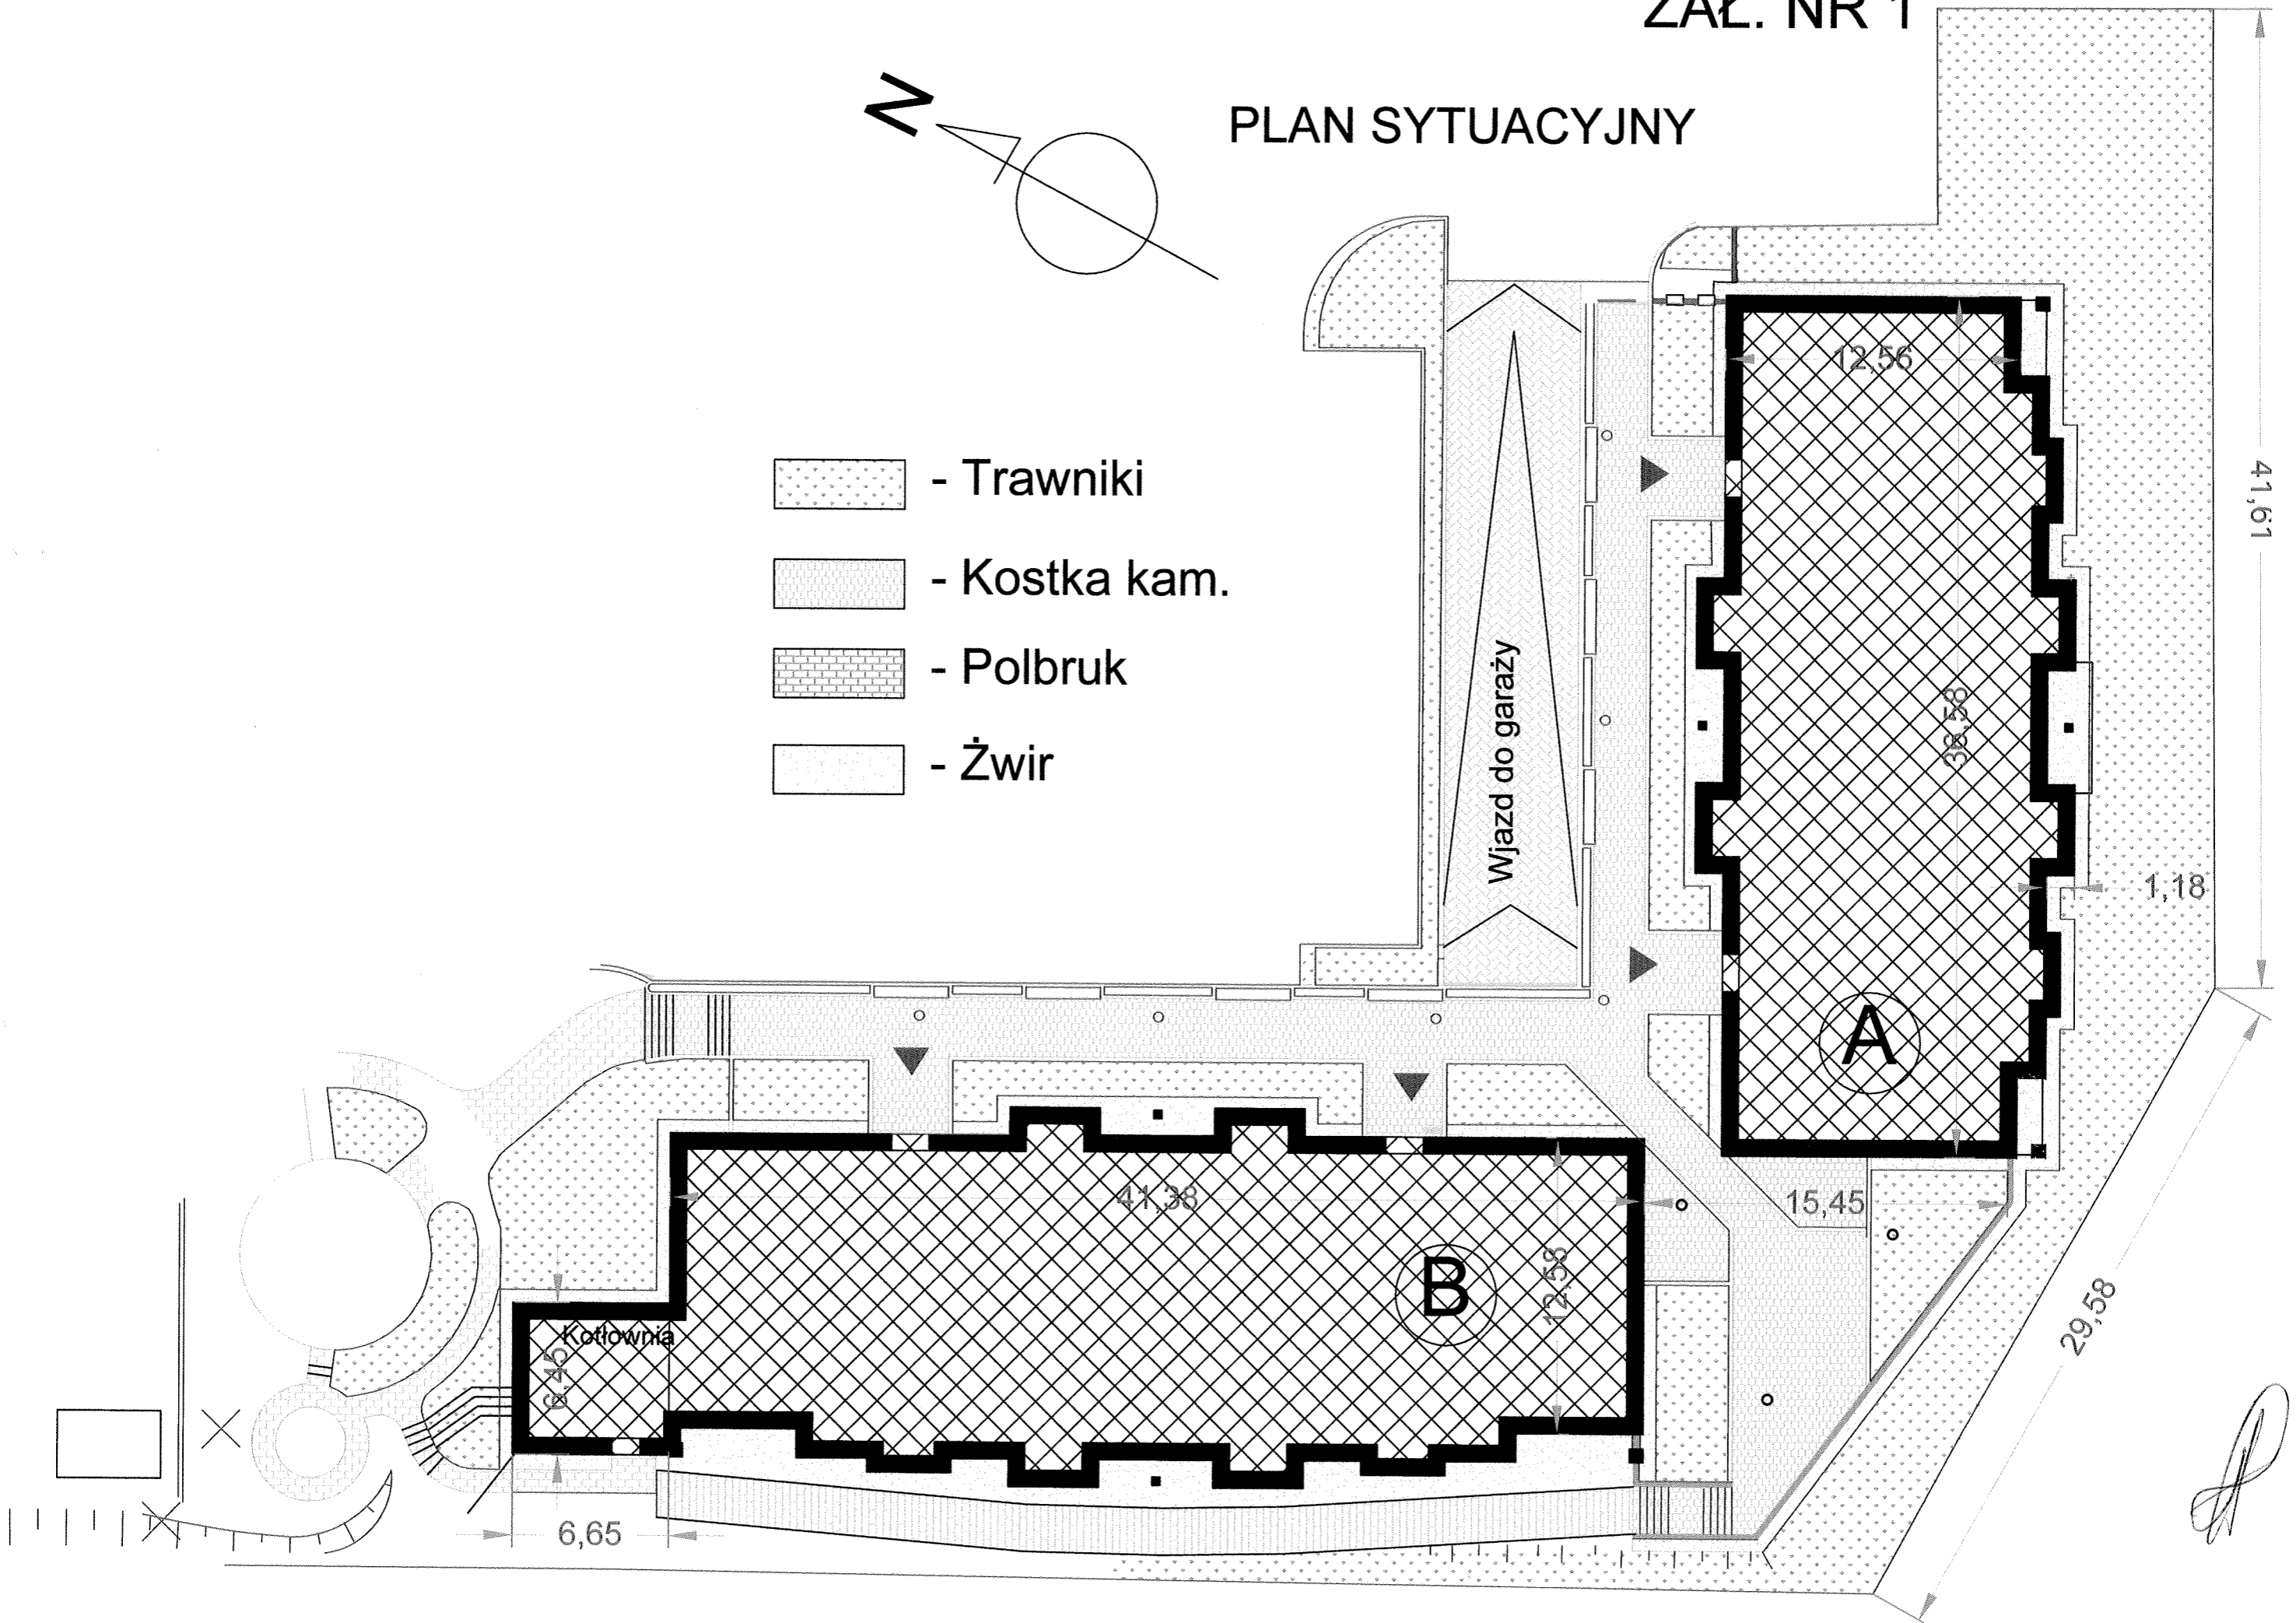 ZAŁ. NR 1
N
PLAN SYTUACYJNY
- Trawniki
- Kostka kam.
- Polbruk
- Żwir
12,56
41,61
Wjazd do garaży
36,58
1,18
A
41,38
15,45
B
12,58
Kotłownia
6,45
29,58
6,65